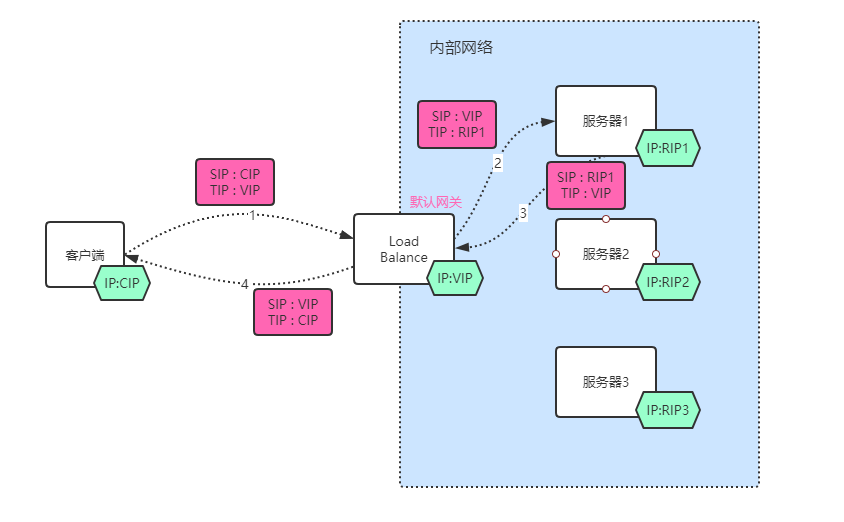 内部网络
SIP : VIP
TIP : RIP1
服务器1
IP:RIP1
2
SIP : CIP
TIP : VIP
SIP : RIP1
TIP : VIP
默认网关
3
1
客户端
IP:CIP
Load
Balance
IP:VIP
服务器2
IP:RIP2
4
SIP : VIP
TIP : CIP
服务器3
IP:RIP3